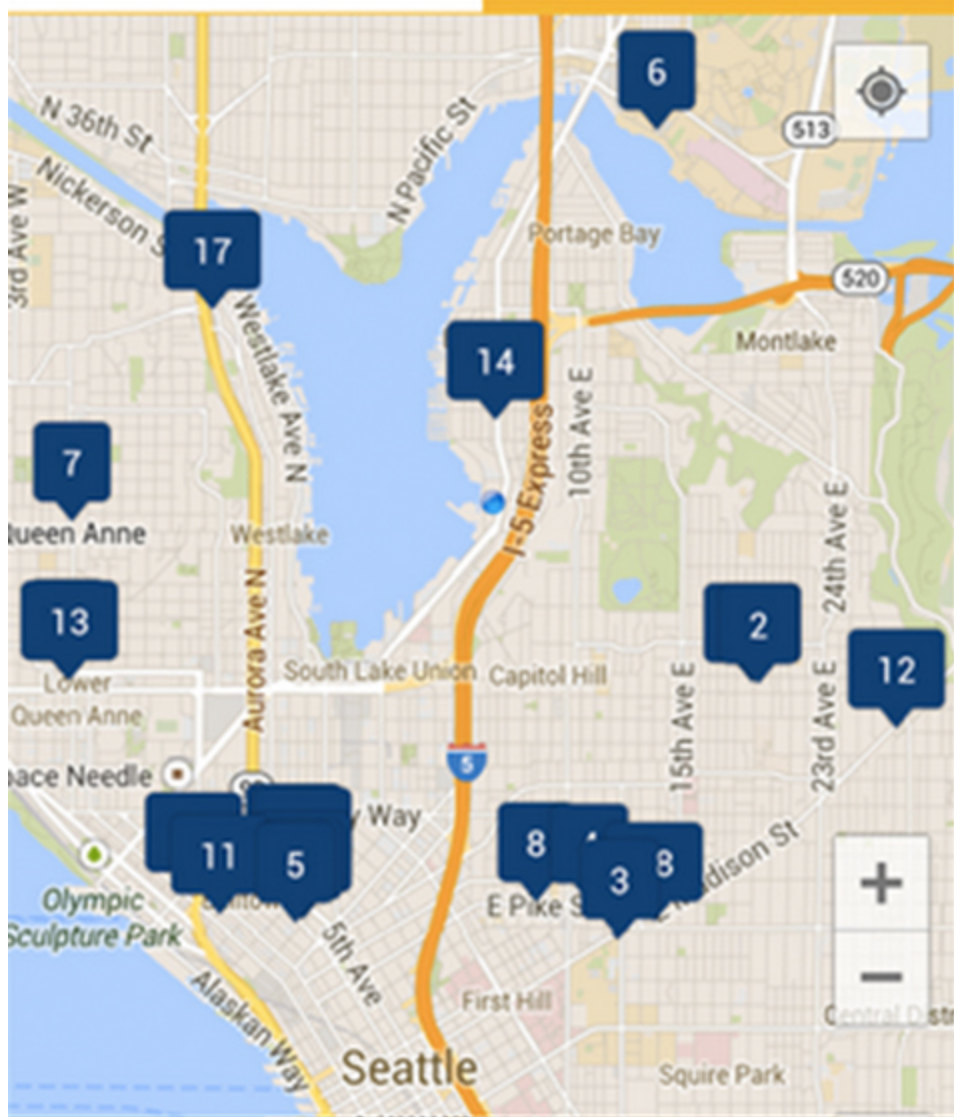 6
513
N 36th St
N Pacific St
Nickerson S
3rd Ave W
17
Portage Bay
520
Westlake Ave N
14
Montlake
10th Ave E
I-5 Express
7
Queen Anne
Westlake
24th Ave E
Aurora Ave N
13
2
12
South Lake Union
Capitol Hill
Lower
Queen Anne
15th Ave E
23rd Ave E
pace Needle
5
y Way
11
5
8
3
8
E Madison St
E Pike S
Olympic
Sculpture Park
5th Ave
Alaskan Way
First Hill
Central Distr
Seattle
Squire Park